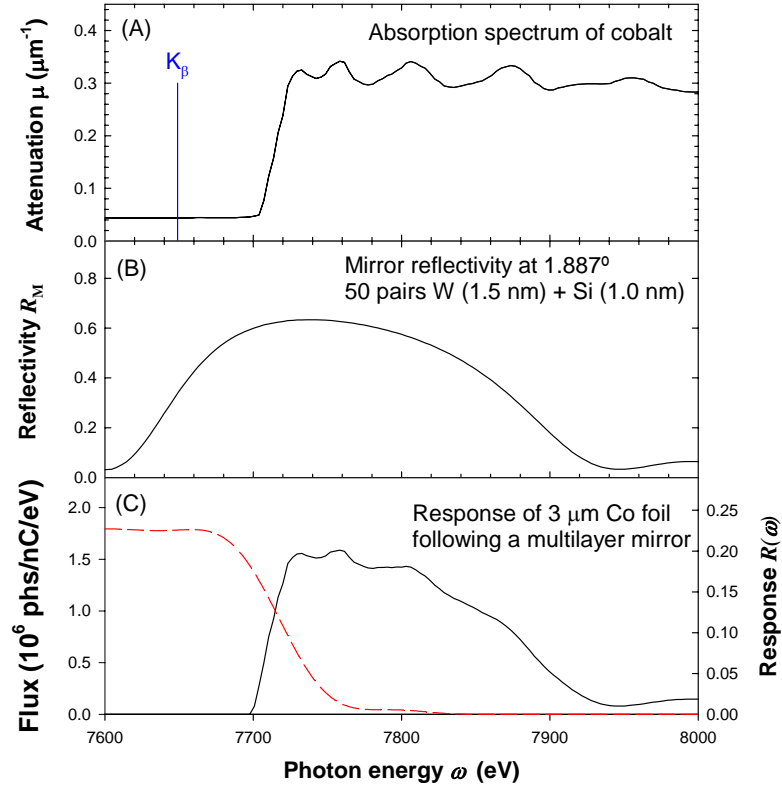 (A)
Absorption spectrum of cobalt
Kβ
Attenuation μ (μm⁻¹)
0.4
0.3
0.2
0.1
0.0
(B)
Mirror reflectivity at 1.887º
50 pairs W (1.5 nm) + Si (1.0 nm)
Reflectivity R_M
0.8
0.6
0.4
0.2
0.0
(C)
Response of 3 μm Co foil
following a multilayer mirror
Flux (10⁶ phs/nC/eV)
2.0
1.5
1.0
0.5
0.0
0.25
0.20
0.15
0.10
0.05
0.00
Response R(ω)
7600 7700 7800 7900 8000
Photon energy ω (eV)